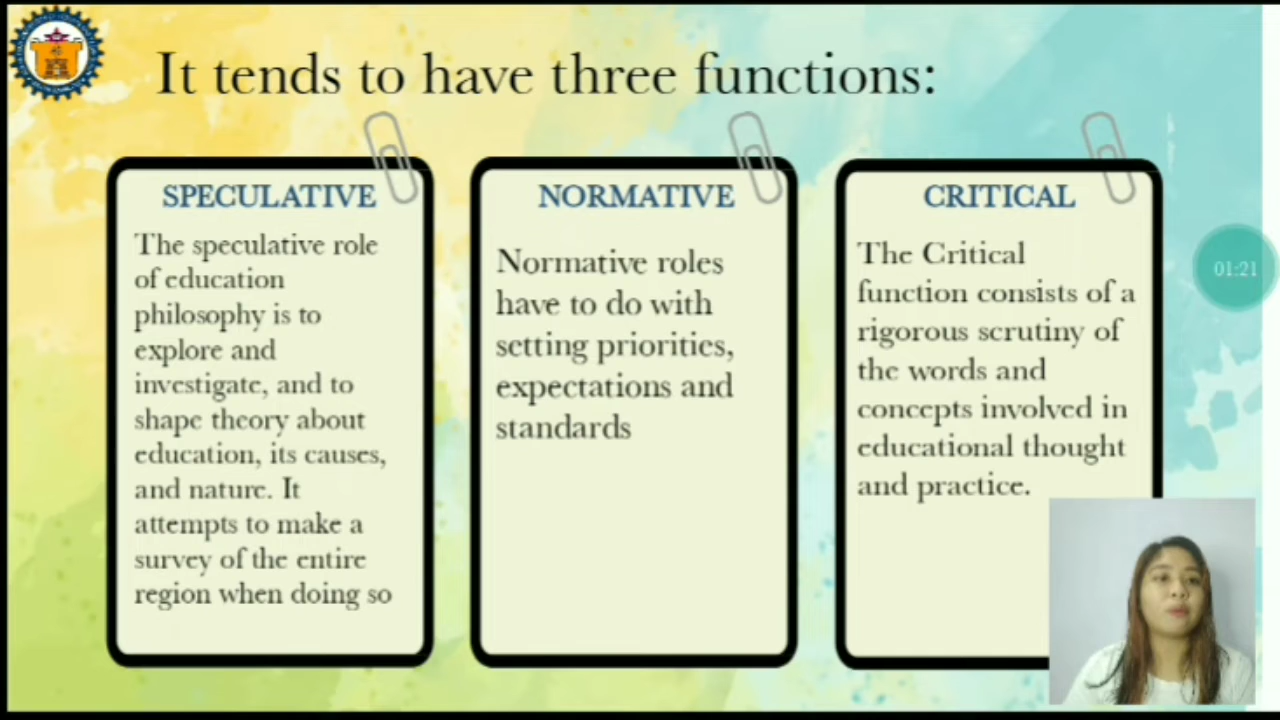 It tends to have three functions:
SPECULATIVE
The speculative role
of education
philosophy is to
explore and
investigate, and to
shape theory about
education, its causes,
and nature. It
attempts to make a
survey of the entire
region when doing so
NORMATIVE
Normative roles
have to do with
setting priorities,
expectations and
standards
CRITICAL
The Critical
function consists of a
rigorous scrutiny of
the words and
concepts involved in
educational thought
and practice.
01:21